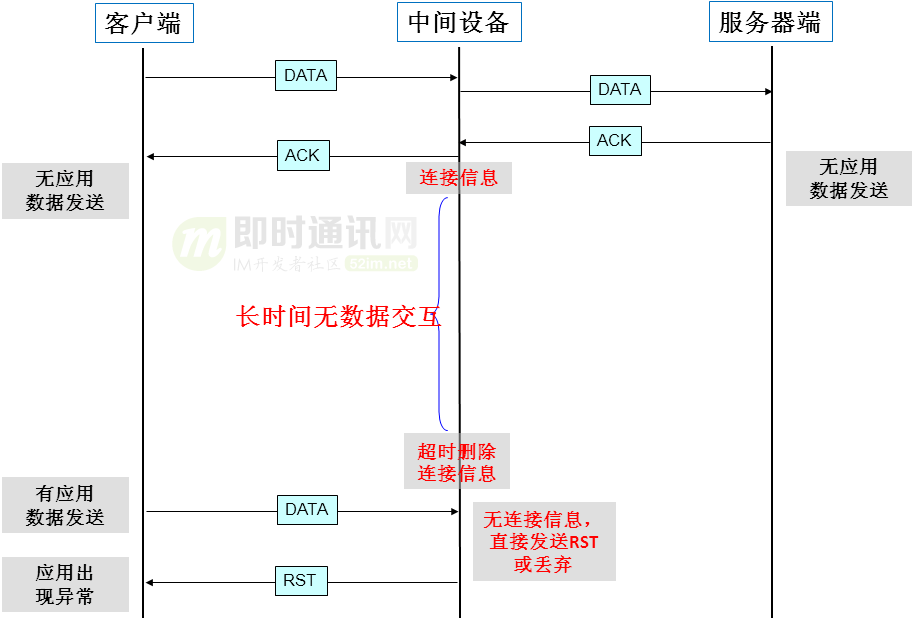 客户端
中间设备
服务器端
DATA
DATA
ACK
ACK
无应用
数据发送
连接信息
无应用
数据发送
即时通讯网
IM开发者社区 52im.net
长时间无数据交互
超时删除
连接信息
有应用
数据发送
DATA
无连接信息，
直接发送RST
或丢弃
应用出
现异常
RST